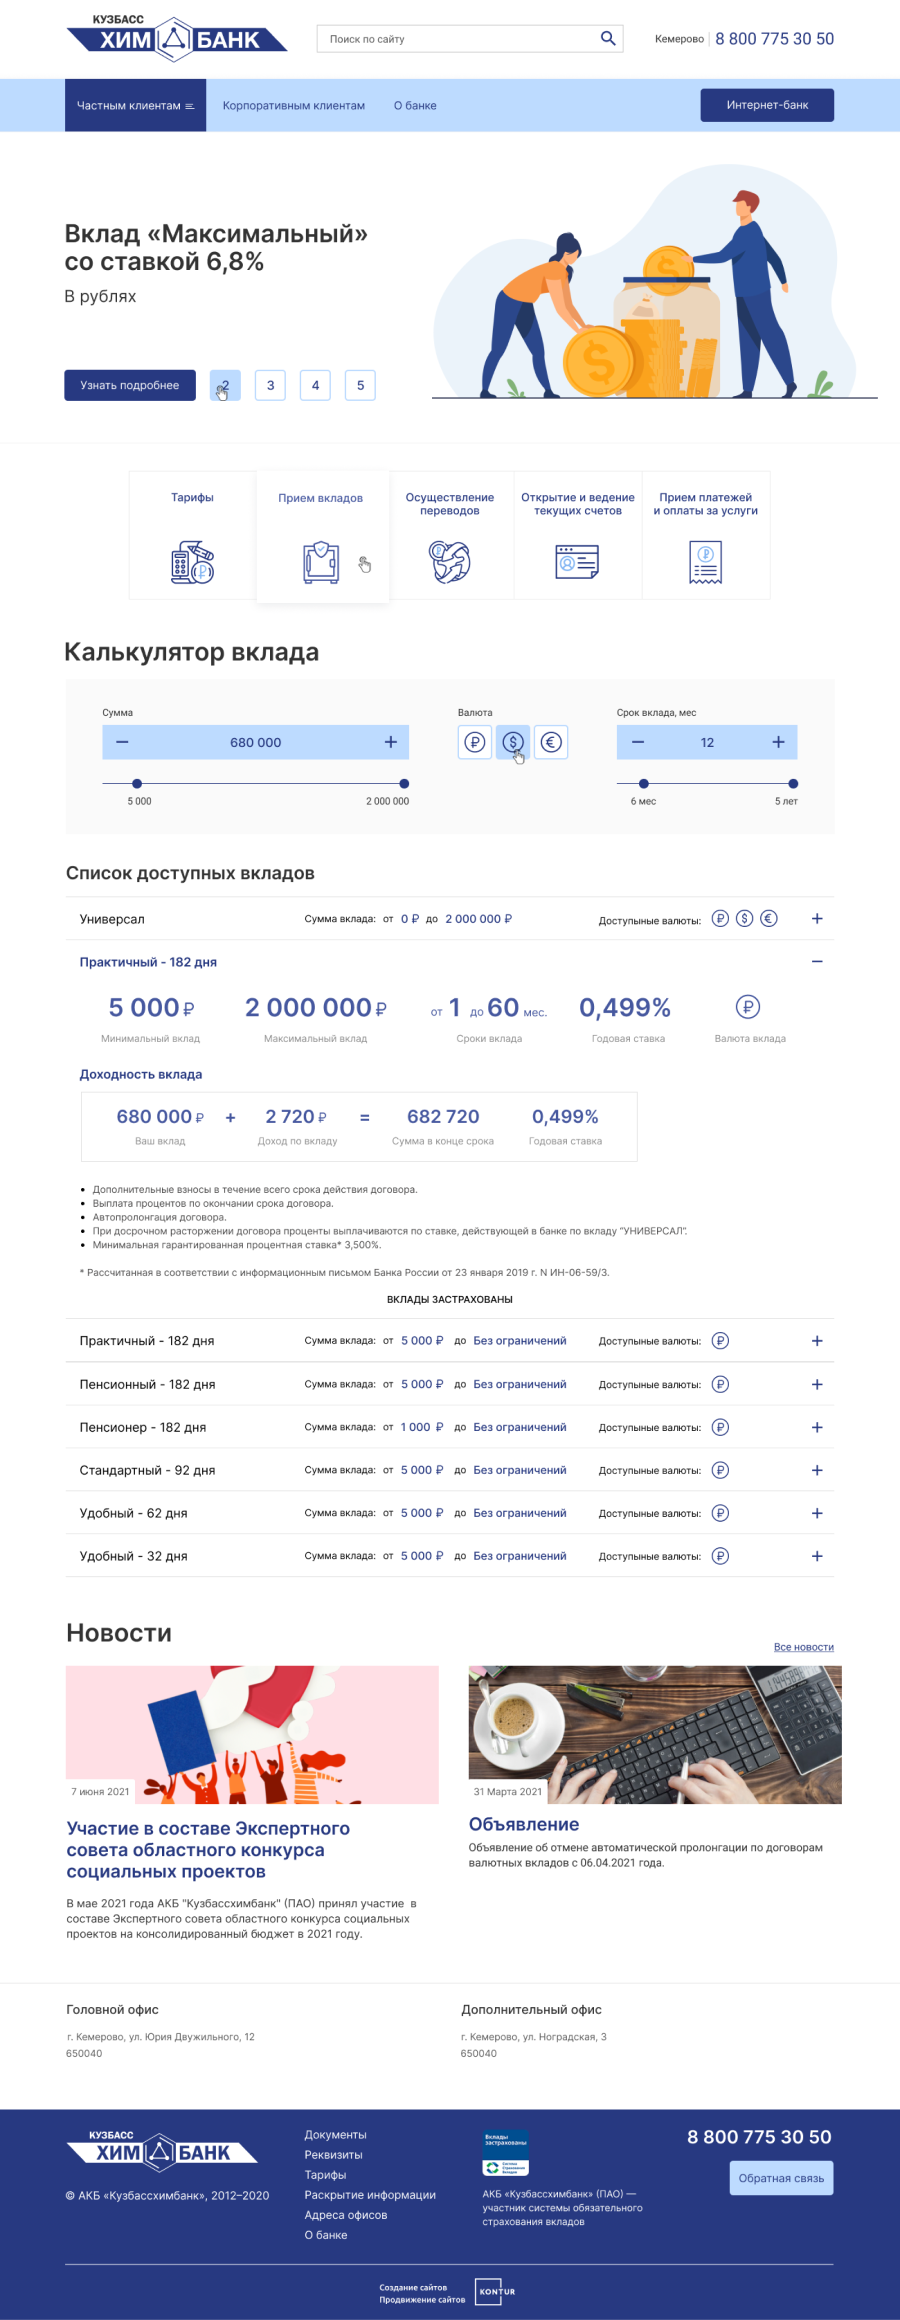 КУЗБАСС
ХИМ БАНК
Поиск по сайту
Кемерово 8 800 775 30 50
Частным клиентам
Корпоративным клиентам
О банке
Интернет-банк
Вклад «Максимальный»
со ставкой 6,8%
В рублях
Узнать подробнее
2 3 4 5
Тарифы
Прием вкладов
Осуществление
переводов
Открытие и ведение
текущих счетов
Прием платежей
и оплаты за услуги
Калькулятор вклада
Сумма
Валюта
Срок вклада, мес
— 680 000 +
₽ $ €
— 12 +
5 000 2 000 000
6 мес 5 лет
Список доступных вкладов
Универсал Сумма вклада: от 0 ₽ до 2 000 000 ₽ Доступыные валюты: ₽ $ € +
Практичный - 182 дня —
5 000 ₽ 2 000 000 ₽ от 1 до 60 мес. 0,499% ₽
Минимальный вклад Максимальный вклад Сроки вклада Годовая ставка Валюта вклада
Доходность вклада
680 000 ₽ + 2 720 ₽ = 682 720 0,499%
Ваш вклад Доход по вкладу Сумма в конце срока Годовая ставка
• Дополнительные взносы в течение всего срока действия договора.
• Выплата процентов по окончании срока договора.
• Автопролонгация договора.
• При досрочном расторжении договора проценты выплачиваются по ставке, действующей в банке по вкладу “УНИВЕРСАЛ”.
• Минимальная гарантированная процентная ставка* 3,500%.
* Рассчитанная в соответствии с информационным письмом Банка России от 23 января 2019 г. N ИН-06-59/3.
ВКЛАДЫ ЗАСТРАХОВАНЫ
Практичный - 182 дня Сумма вклада: от 5 000 ₽ до Без ограничений Доступыные валюты: ₽ +
Пенсионный - 182 дня Сумма вклада: от 5 000 ₽ до Без ограничений Доступыные валюты: ₽ +
Пенсионер - 182 дня Сумма вклада: от 1 000 ₽ до Без ограничений Доступыные валюты: ₽ +
Стандартный - 92 дня Сумма вклада: от 5 000 ₽ до Без ограничений Доступыные валюты: ₽ +
Удобный - 62 дня Сумма вклада: от 5 000 ₽ до Без ограничений Доступыные валюты: ₽ +
Удобный - 32 дня Сумма вклада: от 5 000 ₽ до Без ограничений Доступыные валюты: ₽ +
Новости
Все новости
7 июня 2021
Участие в составе Экспертного
совета областного конкурса
социальных проектов
В мае 2021 года АКБ "Кузбассхимбанк" (ПАО) принял участие в
составе Экспертного совета областного конкурса социальных
проектов на консолидированный бюджет в 2021 году.
31 Марта 2021
Объявление
Объявление об отмене автоматической пролонгации по договорам
валютных вкладов с 06.04.2021 года.
Головной офис
г. Кемерово, ул. Юрия Двужильного, 12
650040
Дополнительный офис
г. Кемерово, ул. Ноградская, 3
650040
КУЗБАСС
ХИМ БАНК
© АКБ «Кузбассхимбанк», 2012–2020
Документы
Реквизиты
Тарифы
Раскрытие информации
Адреса офисов
О банке
Вклады
застрахованы
АКБ «Кузбассхимбанк» (ПАО) —
участник системы обязательного
страхования вкладов
8 800 775 30 50
Обратная связь
Создание сайтов
Продвижение сайтов
KONTUR